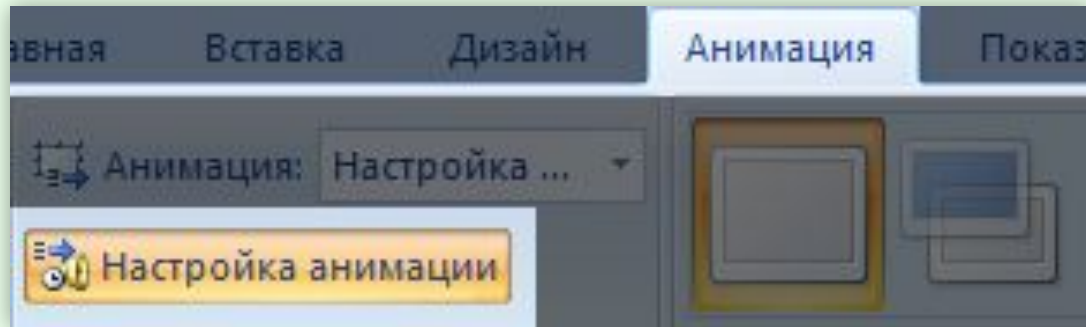 авная Вставка Дизайн Анимация Показ
Анимация: Настройка ...
Настройка анимации